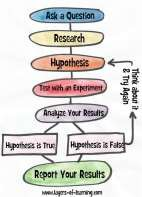 Ask a Question
Research
Hypothesis
Test with an Experiment
Analyze Your Results
Hypothesis is True
Hypothesis is False
Think about it
& Try Again
Report Your Results
www.layers-of-learning.com